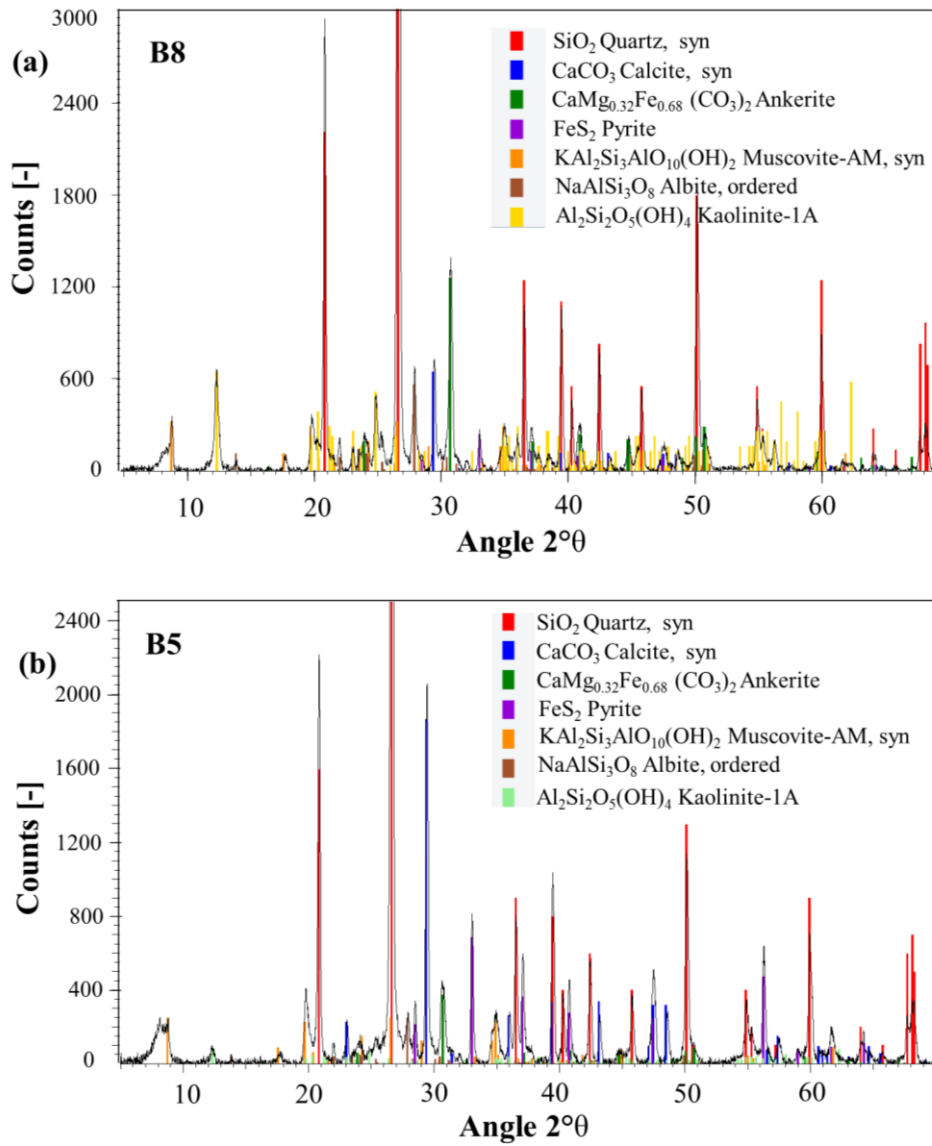 (a)
B8
Counts [-]
3000
2400
1800
1200
600
0
SiO₂ Quartz, syn
CaCO₃ Calcite, syn
CaMg₀.₃₂Fe₀.₆₈ (CO₃)₂ Ankerite
FeS₂ Pyrite
KAl₂Si₃AlO₁₀(OH)₂ Muscovite-AM, syn
NaAlSi₃O₈ Albite, ordered
Al₂Si₂O₅(OH)₄ Kaolinite-1A
10 20 30 40 50 60
Angle 2°θ
(b)
B5
Counts [-]
2400
2000
1600
1200
800
400
0
SiO₂ Quartz, syn
CaCO₃ Calcite, syn
CaMg₀.₃₂Fe₀.₆₈ (CO₃)₂ Ankerite
FeS₂ Pyrite
KAl₂Si₃AlO₁₀(OH)₂ Muscovite-AM, syn
NaAlSi₃O₈ Albite, ordered
Al₂Si₂O₅(OH)₄ Kaolinite-1A
10 20 30 40 50 60
Angle 2°θ